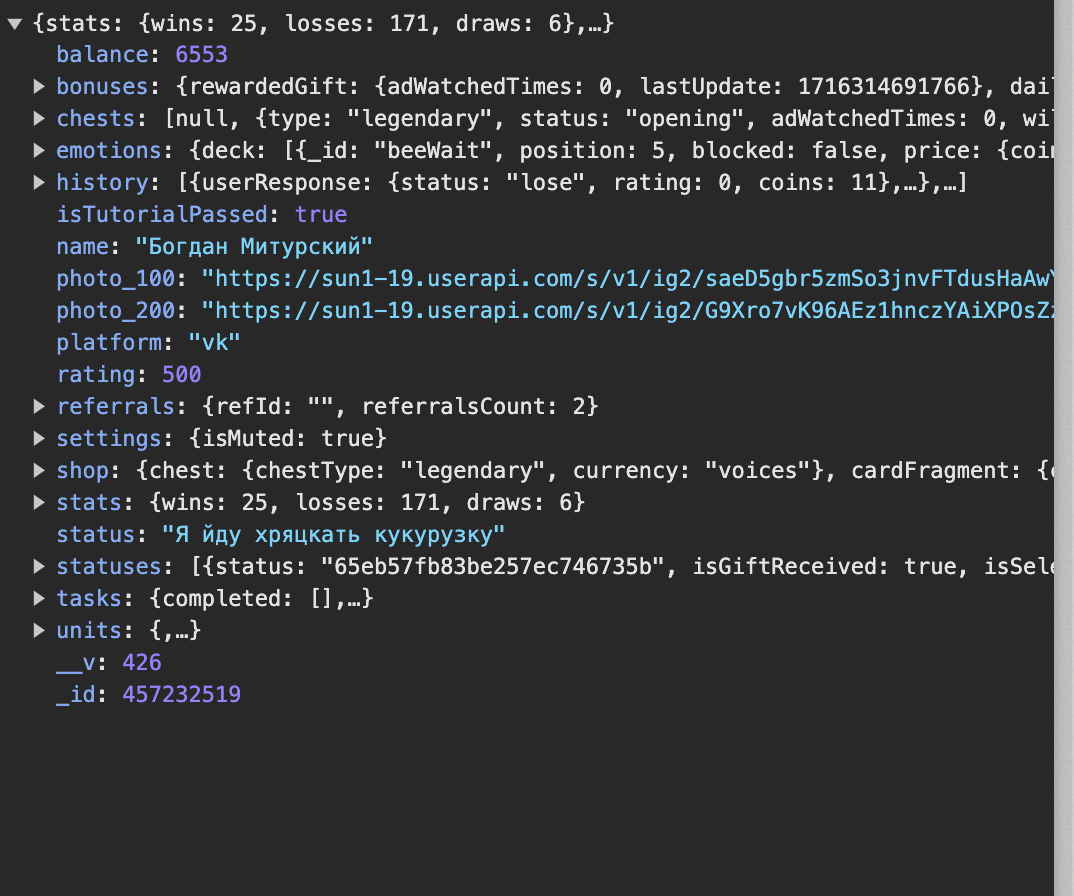 ▼ {stats: {wins: 25, losses: 171, draws: 6},…}
balance: 6553
▶ bonuses: {rewardedGift: {adWatchedTimes: 0, lastUpdate: 1716314691766}, dai
▶ chests: [null, {type: "legendary", status: "opening", adWatchedTimes: 0, wi
▶ emotions: {deck: [{_id: "beeWait", position: 5, blocked: false, price: {coi
▶ history: [{userResponse: {status: "lose", rating: 0, coins: 11},…},…]
isTutorialPassed: true
name: "Богдан Митурский"
photo_100: "https://sun1-19.userapi.com/s/v1/ig2/saeD5gbr5zmSo3jnvFTdusHaAw
photo_200: "https://sun1-19.userapi.com/s/v1/ig2/G9Xro7vK96AEz1hnczYAiXPOsZ
platform: "vk"
rating: 500
▶ referrals: {refId: "", referralsCount: 2}
▶ settings: {isMuted: true}
▶ shop: {chest: {chestType: "legendary", currency: "voices"}, cardFragment: {
▶ stats: {wins: 25, losses: 171, draws: 6}
status: "Я йду хряцкать кукурузку"
▶ statuses: [{status: "65eb57fb83be257ec746735b", isGiftReceived: true, isSele
▶ tasks: {completed: [],…}
▶ units: {,…}
__v: 426
_id: 457232519